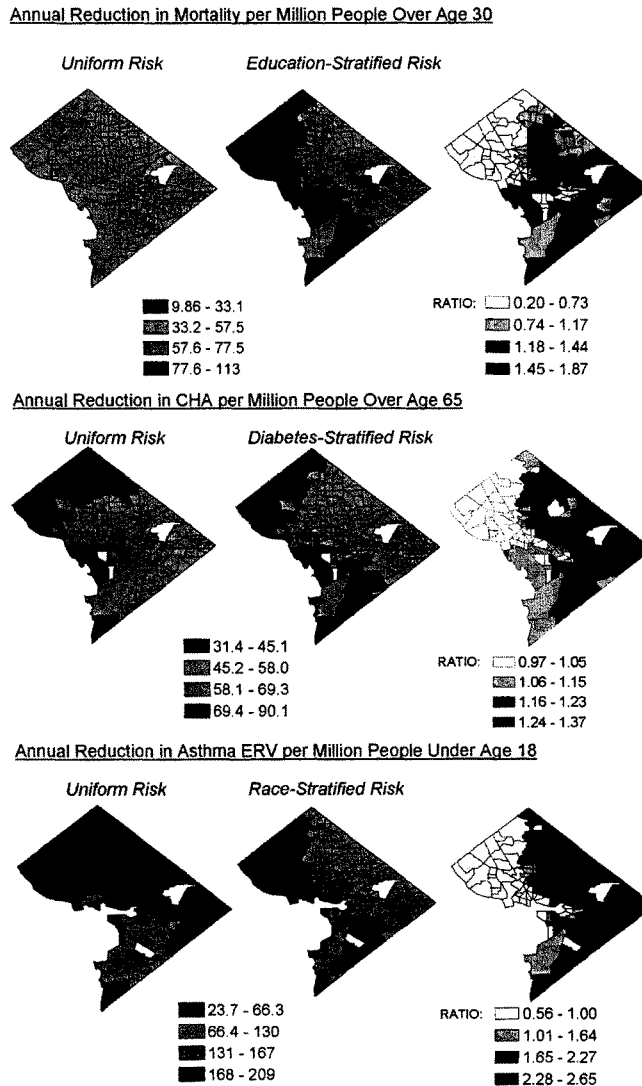 Annual Reduction in Mortality per Million People Over Age 30
Uniform Risk
Education-Stratified Risk
9.86 - 33.1
33.2 - 57.5
57.6 - 77.5
77.6 - 113
RATIO:
0.20 - 0.73
0.74 - 1.17
1.18 - 1.44
1.45 - 1.87
Annual Reduction in CHA per Million People Over Age 65
Uniform Risk
Diabetes-Stratified Risk
31.4 - 45.1
45.2 - 58.0
58.1 - 69.3
69.4 - 90.1
RATIO:
0.97 - 1.05
1.06 - 1.15
1.16 - 1.23
1.24 - 1.37
Annual Reduction in Asthma ERV per Million People Under Age 18
Uniform Risk
Race-Stratified Risk
23.7 - 66.3
66.4 - 130
131 - 167
168 - 209
RATIO:
0.56 - 1.00
1.01 - 1.64
1.65 - 2.27
2.28 - 2.65